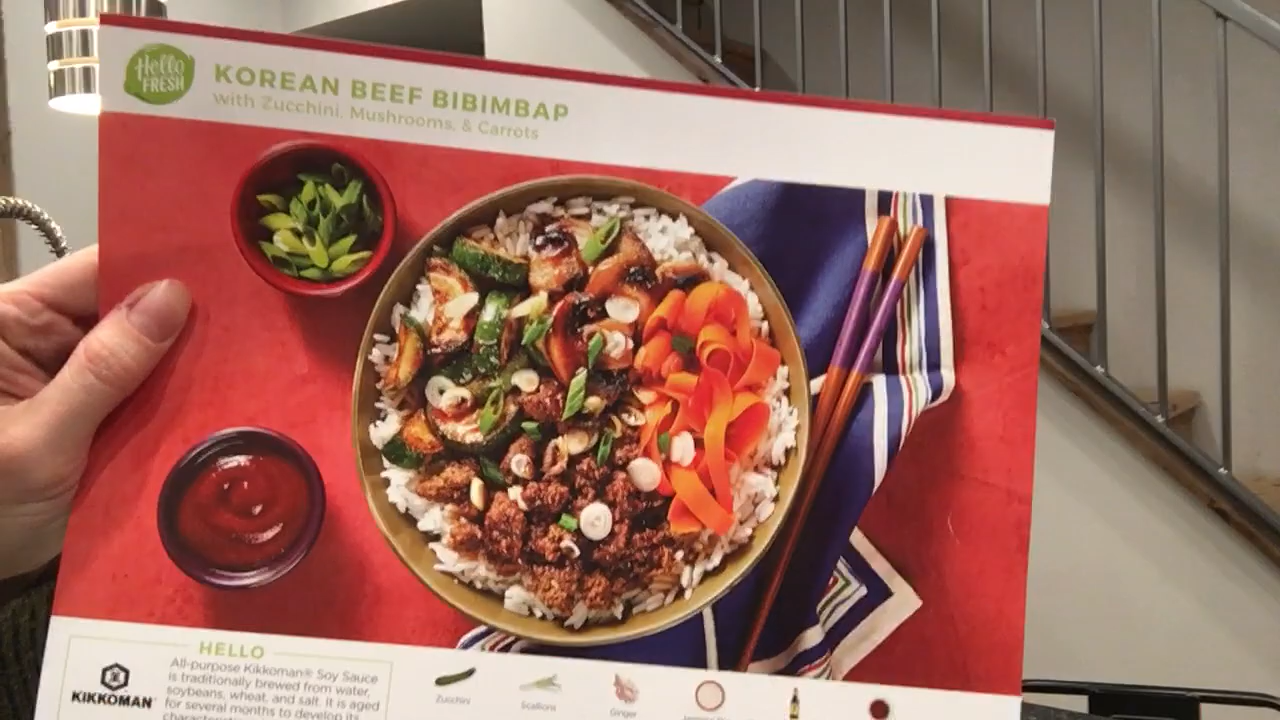 Hello
FRESH
KOREAN BEEF BIBIMBAP
with Zucchini, Mushrooms, & Carrots
HELLO
All-purpose Kikkoman® Soy Sauce
is traditionally brewed from water,
soybeans, wheat, and salt. It is aged
for several months to develop its
KIKKOMAN
Zucchini
Scallions
Ginger